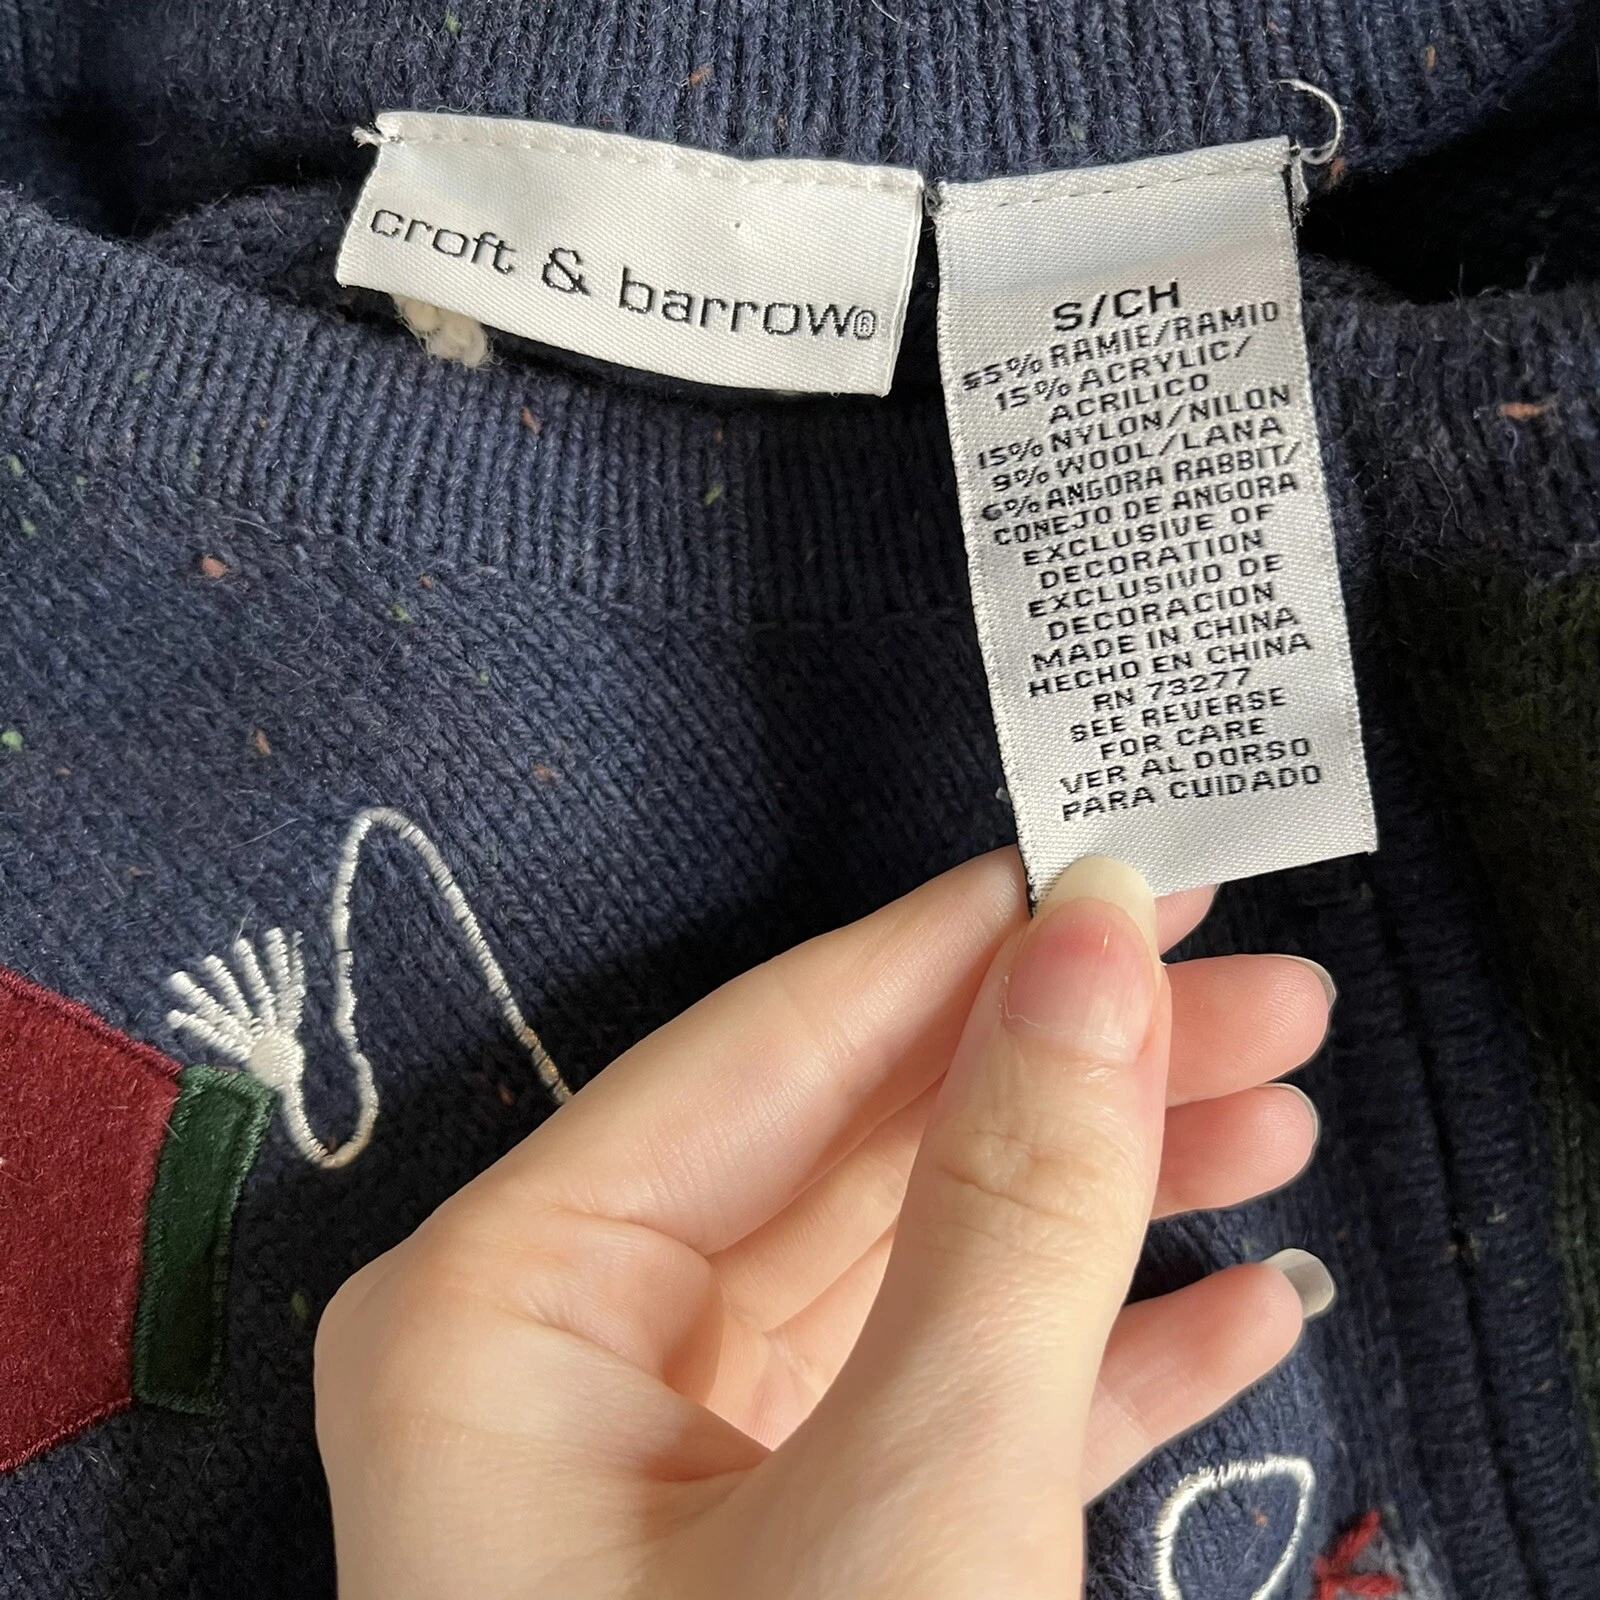 croft & barrow®
S/CH
55% RAMIE/RAMIO
15% ACRYLIC/
ACRILICO
15% NYLON/NILON
9% WOOL/LANA
6% ANGORA RABBIT/
CONEJO DE ANGORA
EXCLUSIVE OF
DECORATION
EXCLUSIVO DE
DECORACION
MADE IN CHINA
HECHO EN CHINA
RN 73277
SEE REVERSE
FOR CARE
VER AL DORSO
PARA CUIDADO